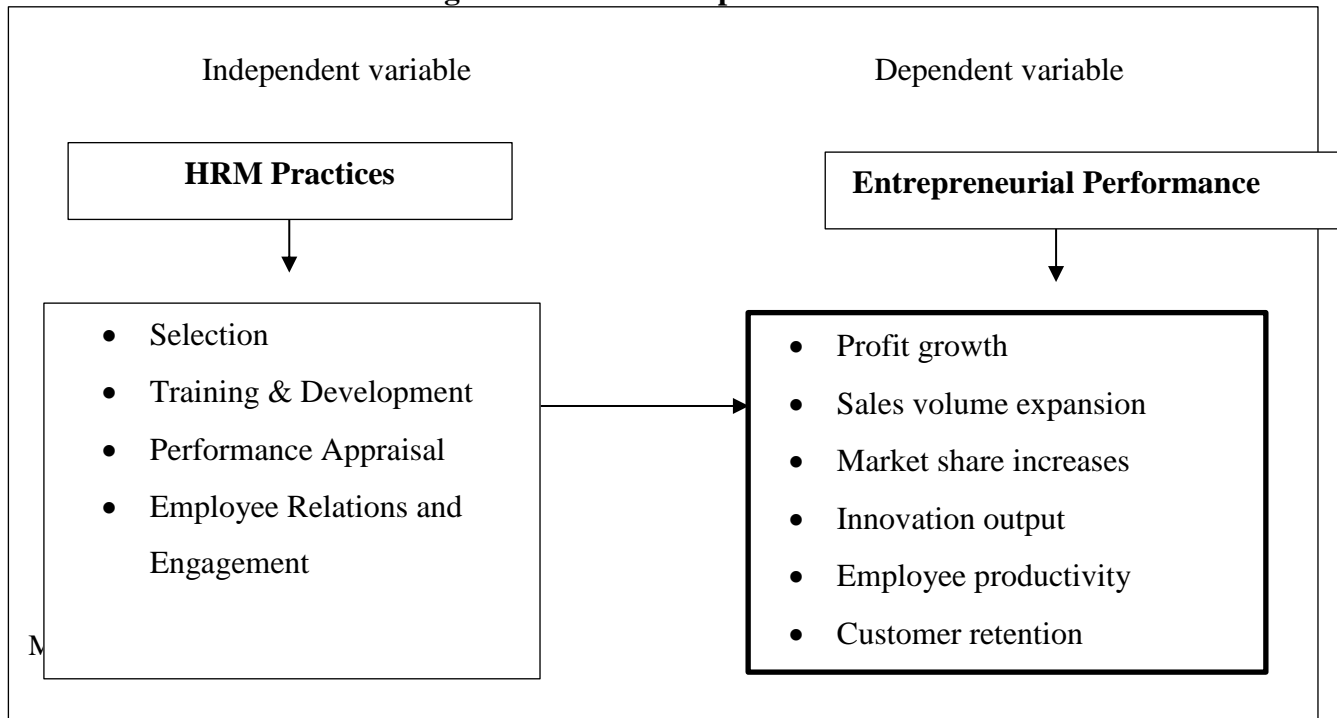 Independent variable
Dependent variable
HRM Practices
Entrepreneurial Performance
• Selection
• Training & Development
• Performance Appraisal
• Employee Relations and
Engagement
• Profit growth
• Sales volume expansion
• Market share increases
• Innovation output
• Employee productivity
• Customer retention